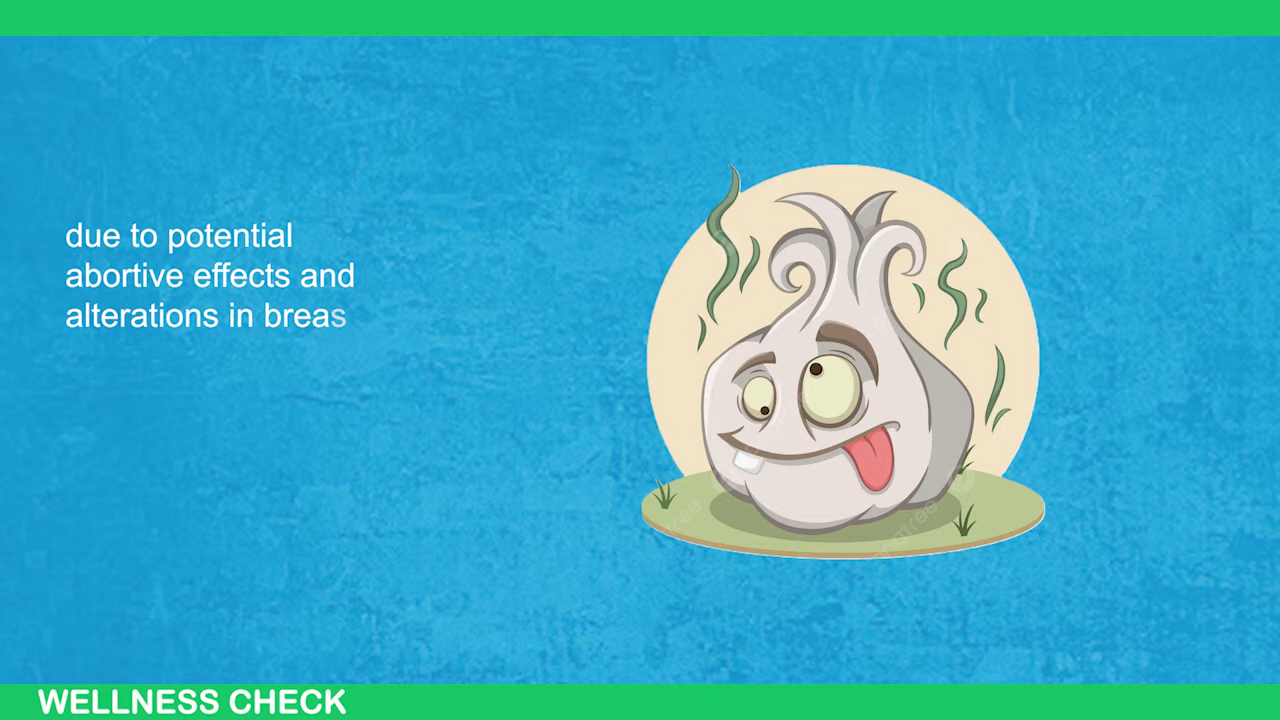 due to potential
abortive effects and
alterations in breas
WELLNESS CHECK